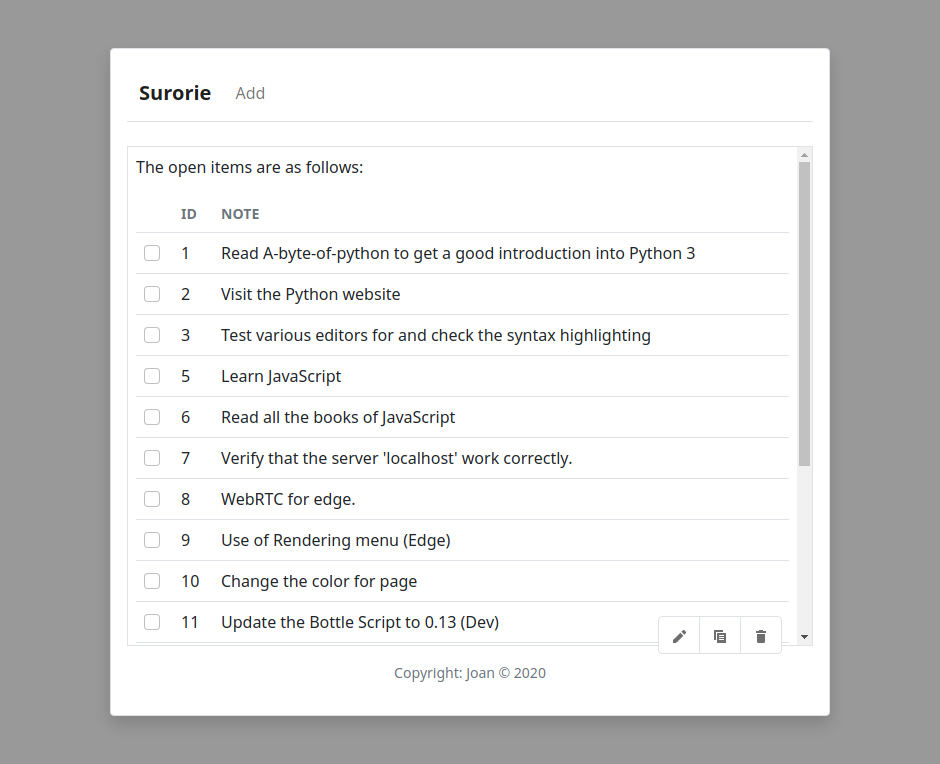 Surorie Add
The open items are as follows:
ID NOTE
1 Read A-byte-of-python to get a good introduction into Python 3
2 Visit the Python website
3 Test various editors for and check the syntax highlighting
5 Learn JavaScript
6 Read all the books of JavaScript
7 Verify that the server 'localhost' work correctly.
8 WebRTC for edge.
9 Use of Rendering menu (Edge)
10 Change the color for page
11 Update the Bottle Script to 0.13 (Dev)
Copyright: Joan © 2020